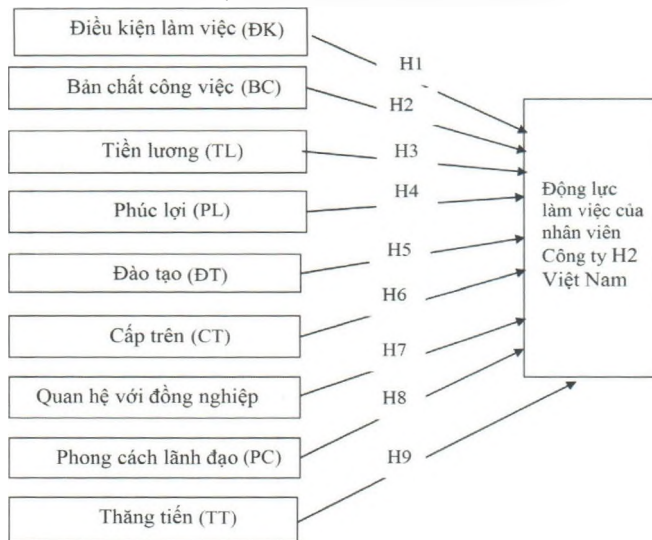 Điều kiện làm việc (ĐK)
H1
Bản chất công việc (BC)
H2
Tiền lương (TL)
H3
Phúc lợi (PL)
H4
Đào tạo (ĐT)
H5
Cấp trên (CT)
H6
Quan hệ với đồng nghiệp
H7
Phong cách lãnh đạo (PC)
H8
Thăng tiến (TT)
H9
Động lực
làm việc của
nhân viên
Công ty H2
Việt Nam